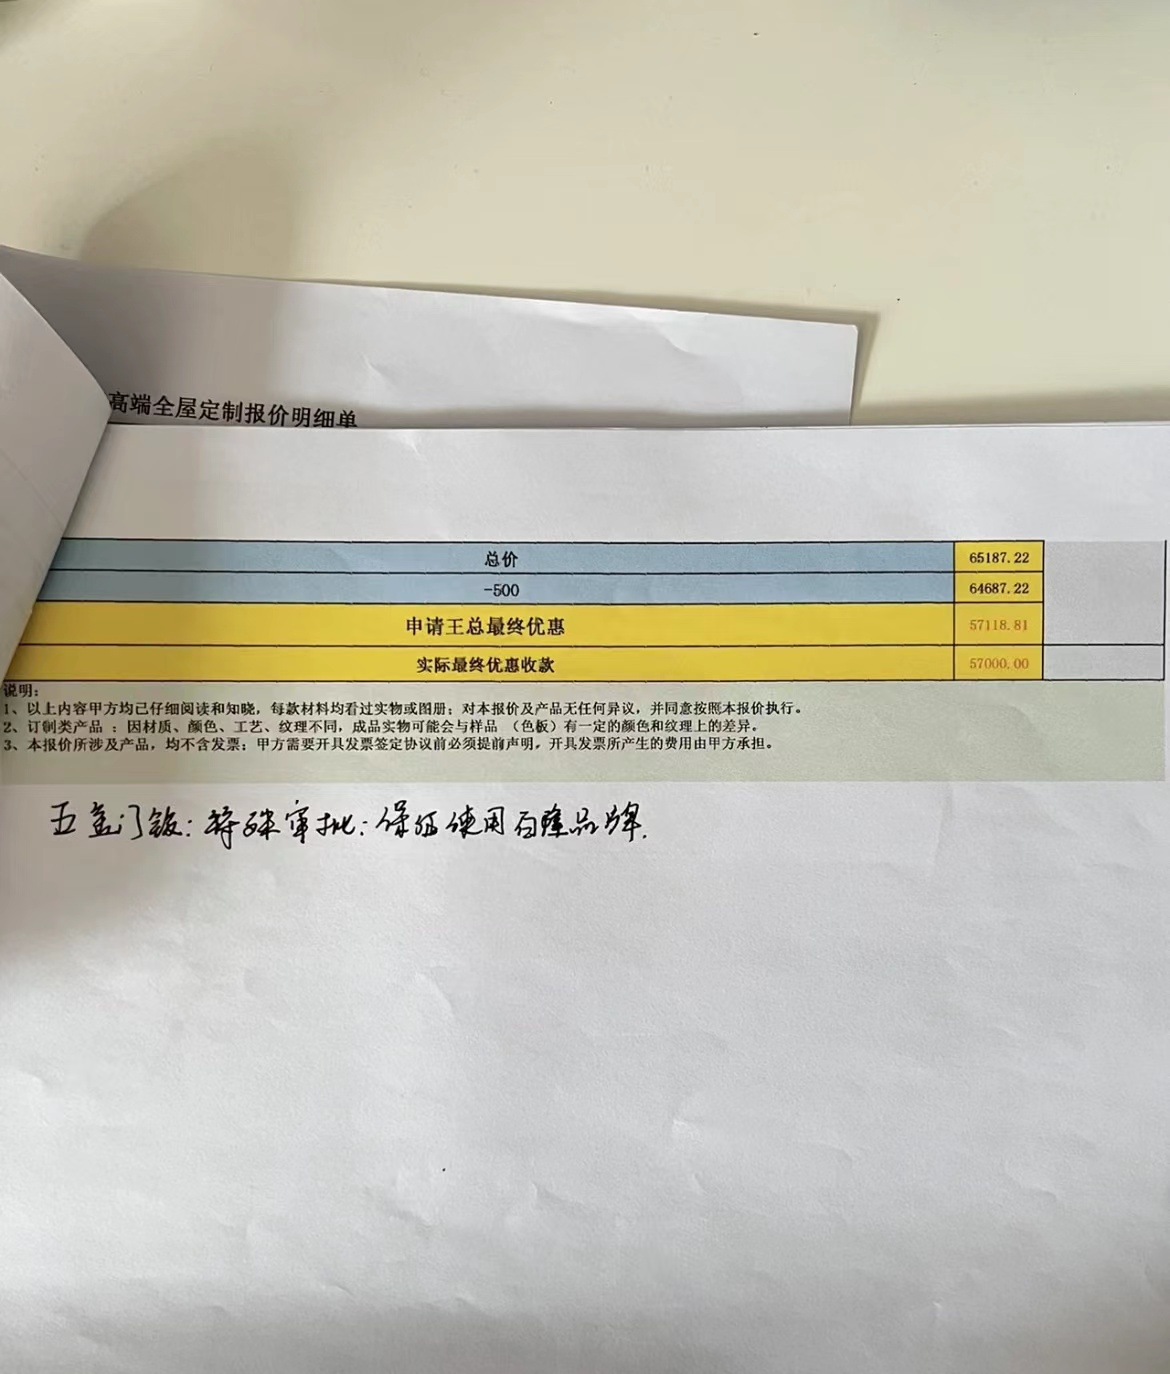 高端全屋定制报价明细单
总价 65187.22
-500 64687.22
申请王总最终优惠 57118.81
实际最终优惠收款 57000.00
说明：
1、以上内容甲方均已仔细阅读和知晓，每款材料均看过实物或图册；对本报价及产品无任何异议，并同意按照本报价执行。
2、订制类产品 ：因材质、颜色、工艺、纹理不同，成品实物可能会与样品 （色板）有一定的颜色和纹理上的差异。
3、本报价所涉及产品，均不含发票；甲方需要开具发票签定协议前必须提前声明，开具发票所产生的费用由甲方承担。
五金门铰：特殊审批：保证使用百隆品牌.